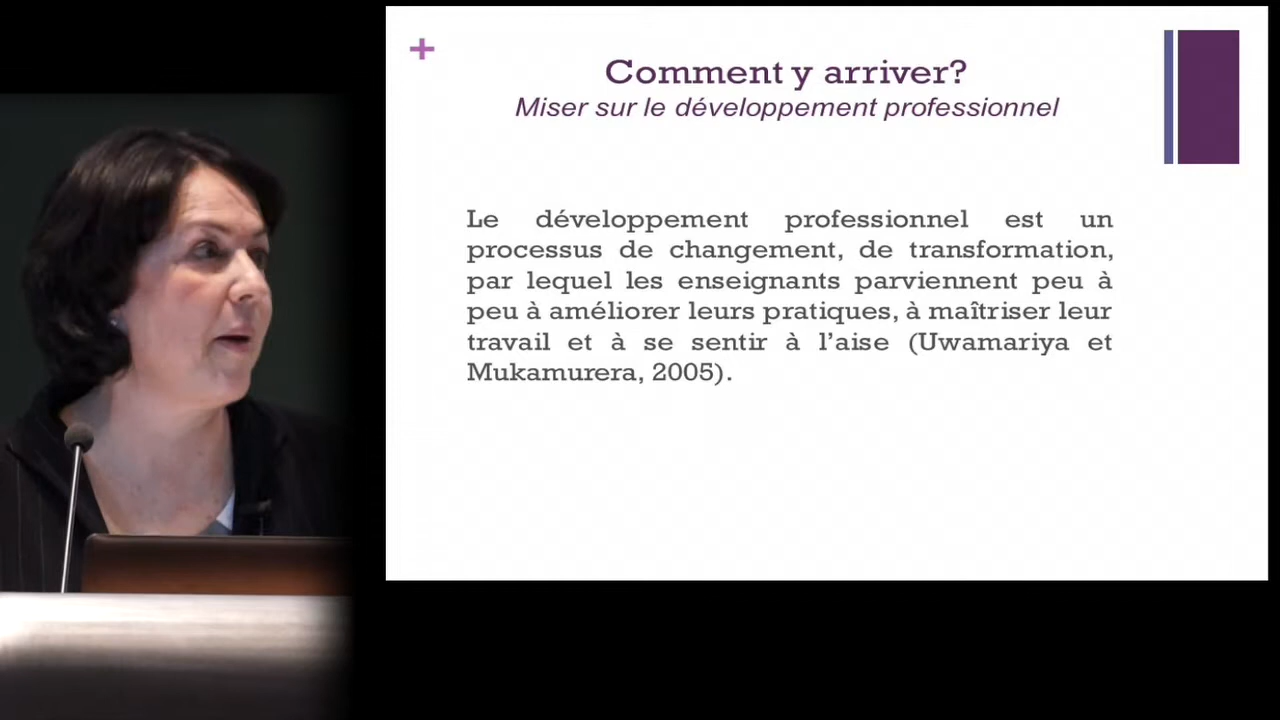 +
Comment y arriver?
Miser sur le développement professionnel
Le développement professionnel est un
processus de changement, de transformation,
par lequel les enseignants parviennent peu à
peu à améliorer leurs pratiques, à maîtriser leur
travail et à se sentir à l'aise (Uwamariya et
Mukamurera, 2005).